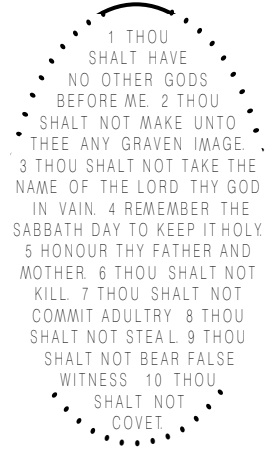 1 THOU
SHALT HAVE
NO OTHER GODS
BEFORE ME. 2 THOU
SHALT NOT MAKE UNTO
THEE ANY GRAVEN IMAGE.
3 THOU SHALT NOT TAKE THE
NAME OF THE LORD THY GOD
IN VAIN. 4 REMEMBER THE
SABBATH DAY TO KEEP IT HOLY.
5 HONOUR THY FATHER AND
MOTHER. 6 THOU SHALT NOT
KILL. 7 THOU SHALT NOT
COMMIT ADULTRY 8 THOU
SHALT NOT STEAL. 9 THOU
SHALT NOT BEAR FALSE
WITNESS 10 THOU
SHALT NOT
COVET.